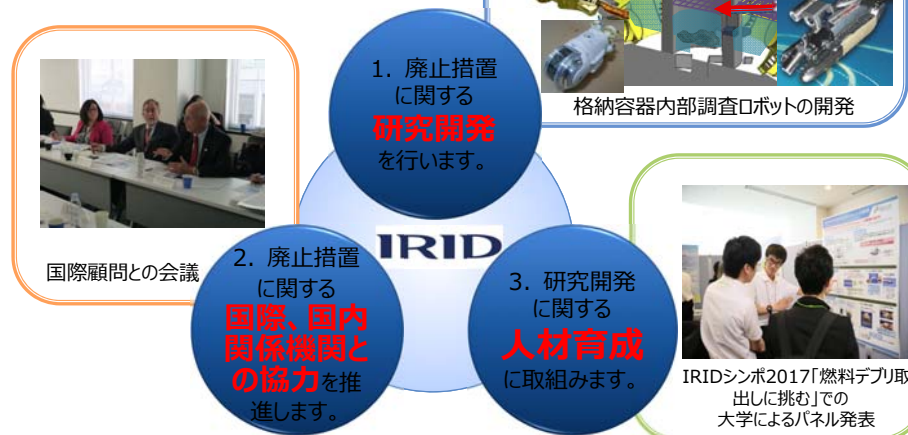 格納容器内部調査ロボットの開発
1. 廃止措置
に関する
研究開発
を行います。
国際顧問との会議
IRID
2. 廃止措置
に関する
国際、国内
関係機関と
の協力を推
進します。
3. 研究開発
に関する
人材育成
に取組みます。
IRIDシンポ2017「燃料デブリ取
出しに挑む」での
大学によるパネル発表